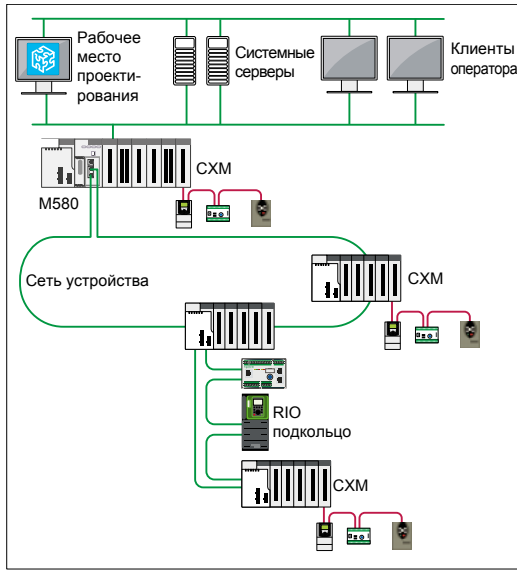 Рабочее
место
проекти-
рования
Системные
серверы
Клиенты
оператора
CXM
M580
Сеть устройства
CXM
RIO
подкольцо
CXM